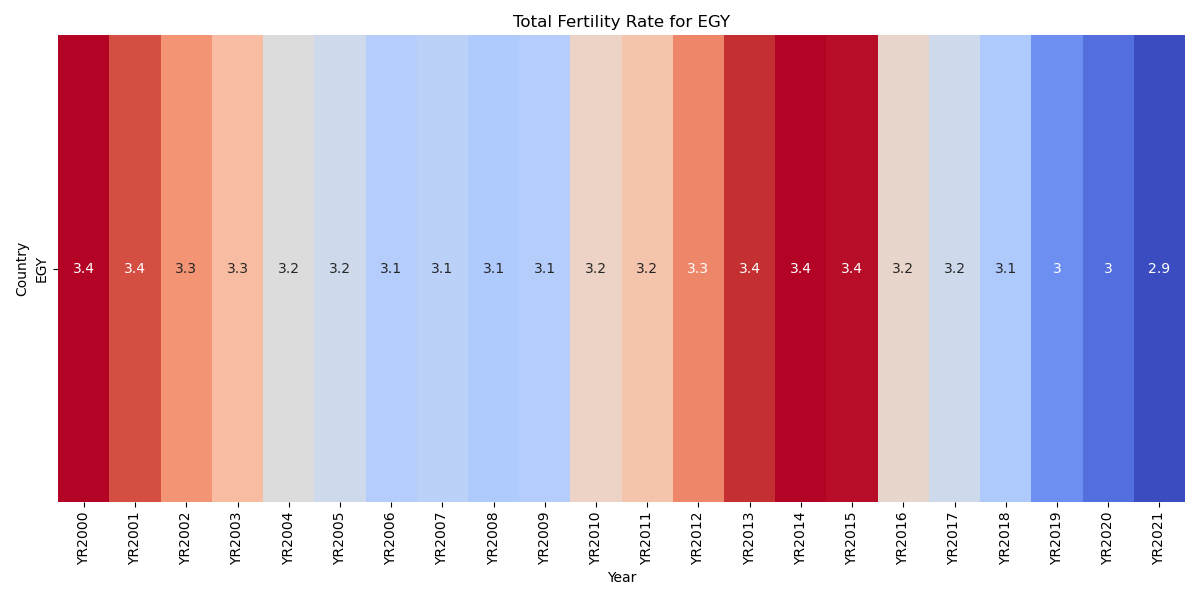 Total Fertility Rate for EGY
Country
EGY
3.4 3.4 3.3 3.3 3.2 3.2 3.1 3.1 3.1 3.1 3.2 3.2 3.3 3.4 3.4 3.4 3.2 3.2 3.1 3 3 2.9
YR2000 YR2001 YR2002 YR2003 YR2004 YR2005 YR2006 YR2007 YR2008 YR2009 YR2010 YR2011 YR2012 YR2013 YR2014 YR2015 YR2016 YR2017 YR2018 YR2019 YR2020 YR2021
Year